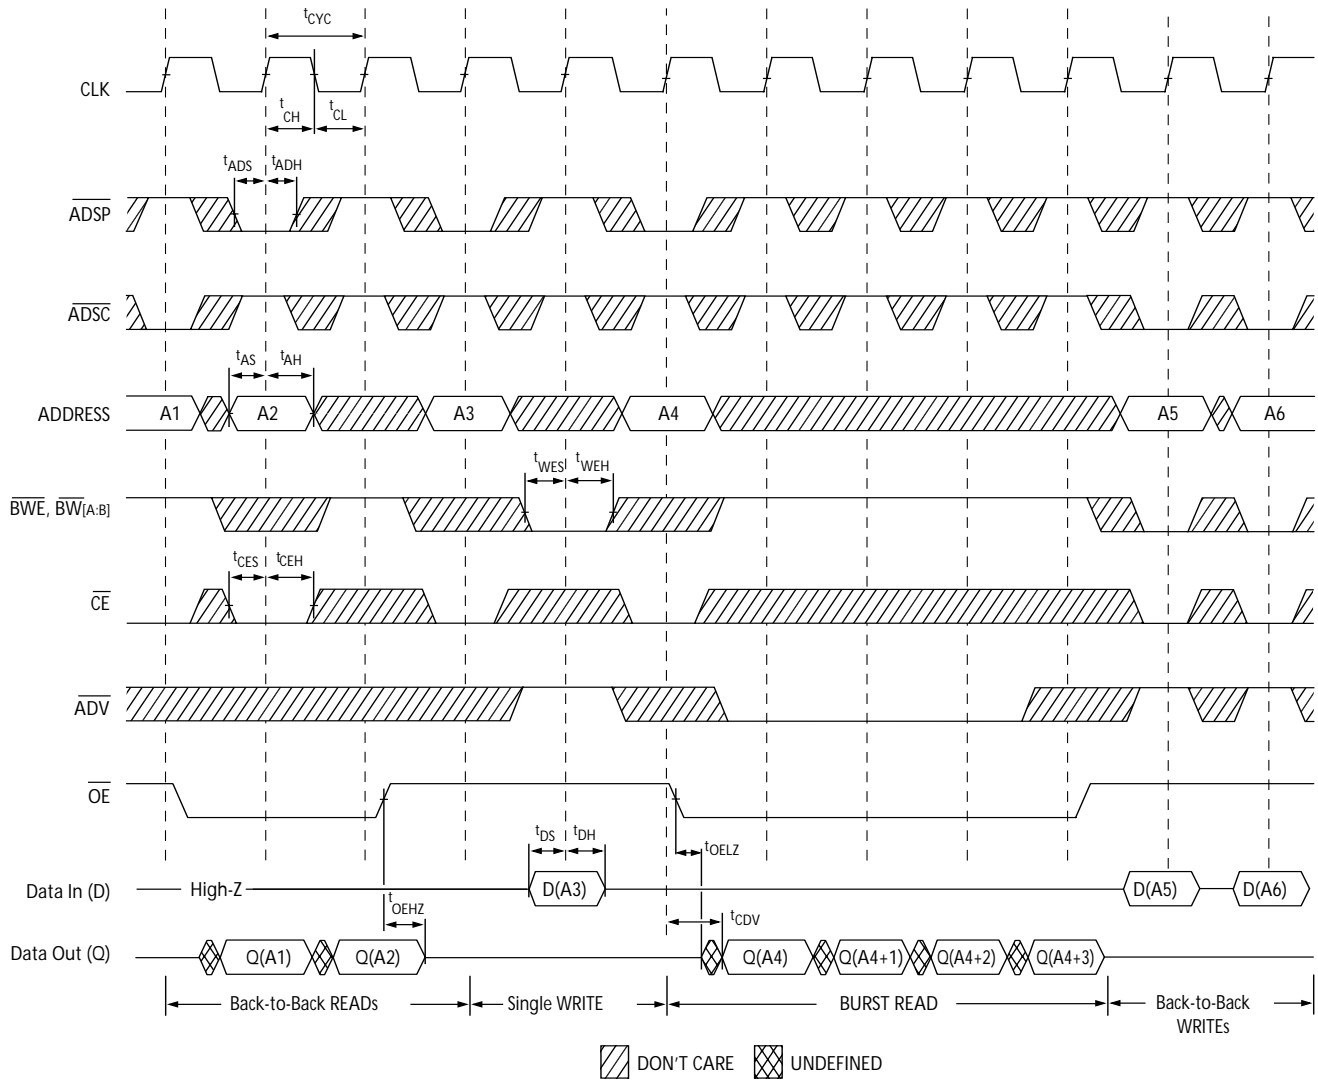 tCYC
CLK
tCH
tCL
tADS
tADH
ADSP
ADSC
tAS
tAH
ADDRESS
A1
A2
A3
A4
A5
A6
tWES
tWEH
BWE, BW[A:B]
tCES
tCEH
CE
ADV
OE
tDS
tDH
tOELZ
Data In (D)
High-Z
D(A3)
D(A5)
D(A6)
tOEHZ
tCDV
Data Out (Q)
Q(A1)
Q(A2)
Q(A4)
Q(A4+1)
Q(A4+2)
Q(A4+3)
Back-to-Back READs
Single WRITE
BURST READ
Back-to-Back
WRITEs
DON'T CARE
UNDEFINED